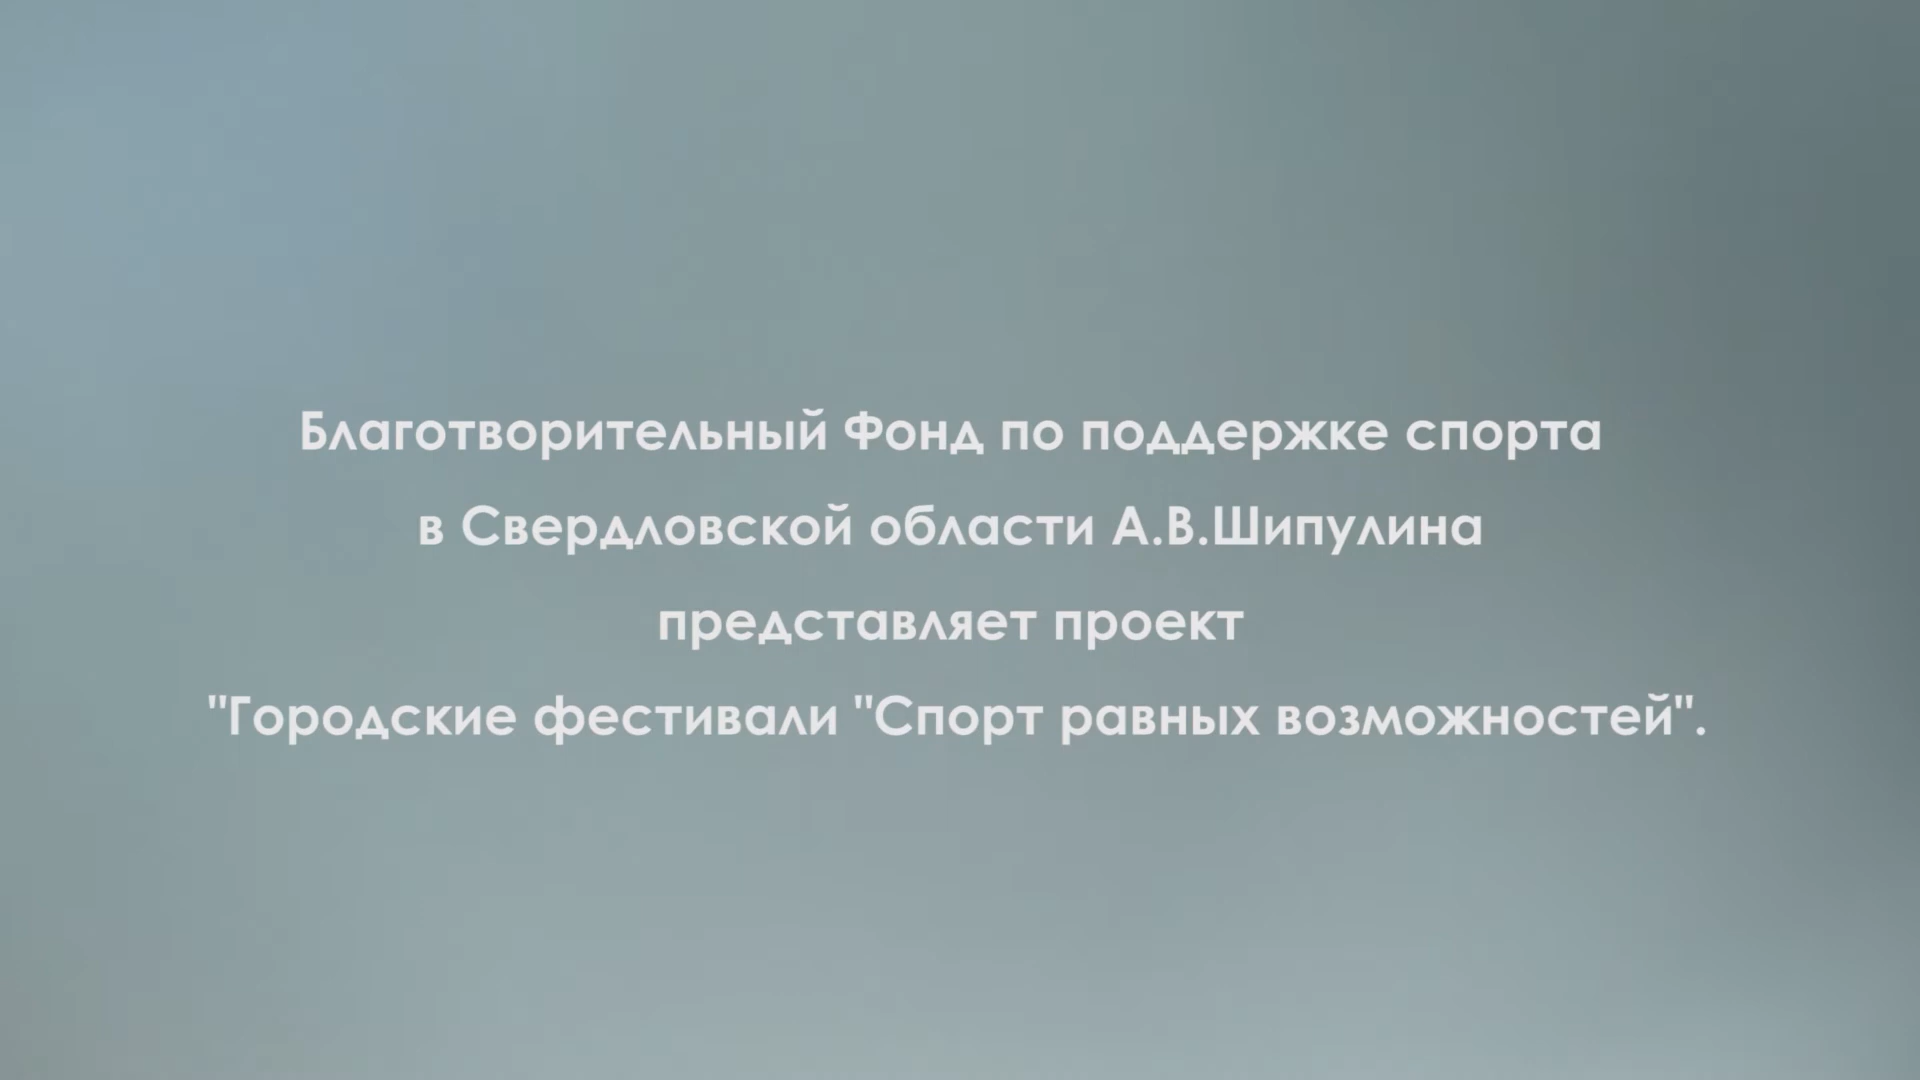 Благотворительный Фонд по поддержке спорта
в Свердловской области А.В.Шипулина
представляет проект
"Городские фестивали "Спорт равных возможностей".